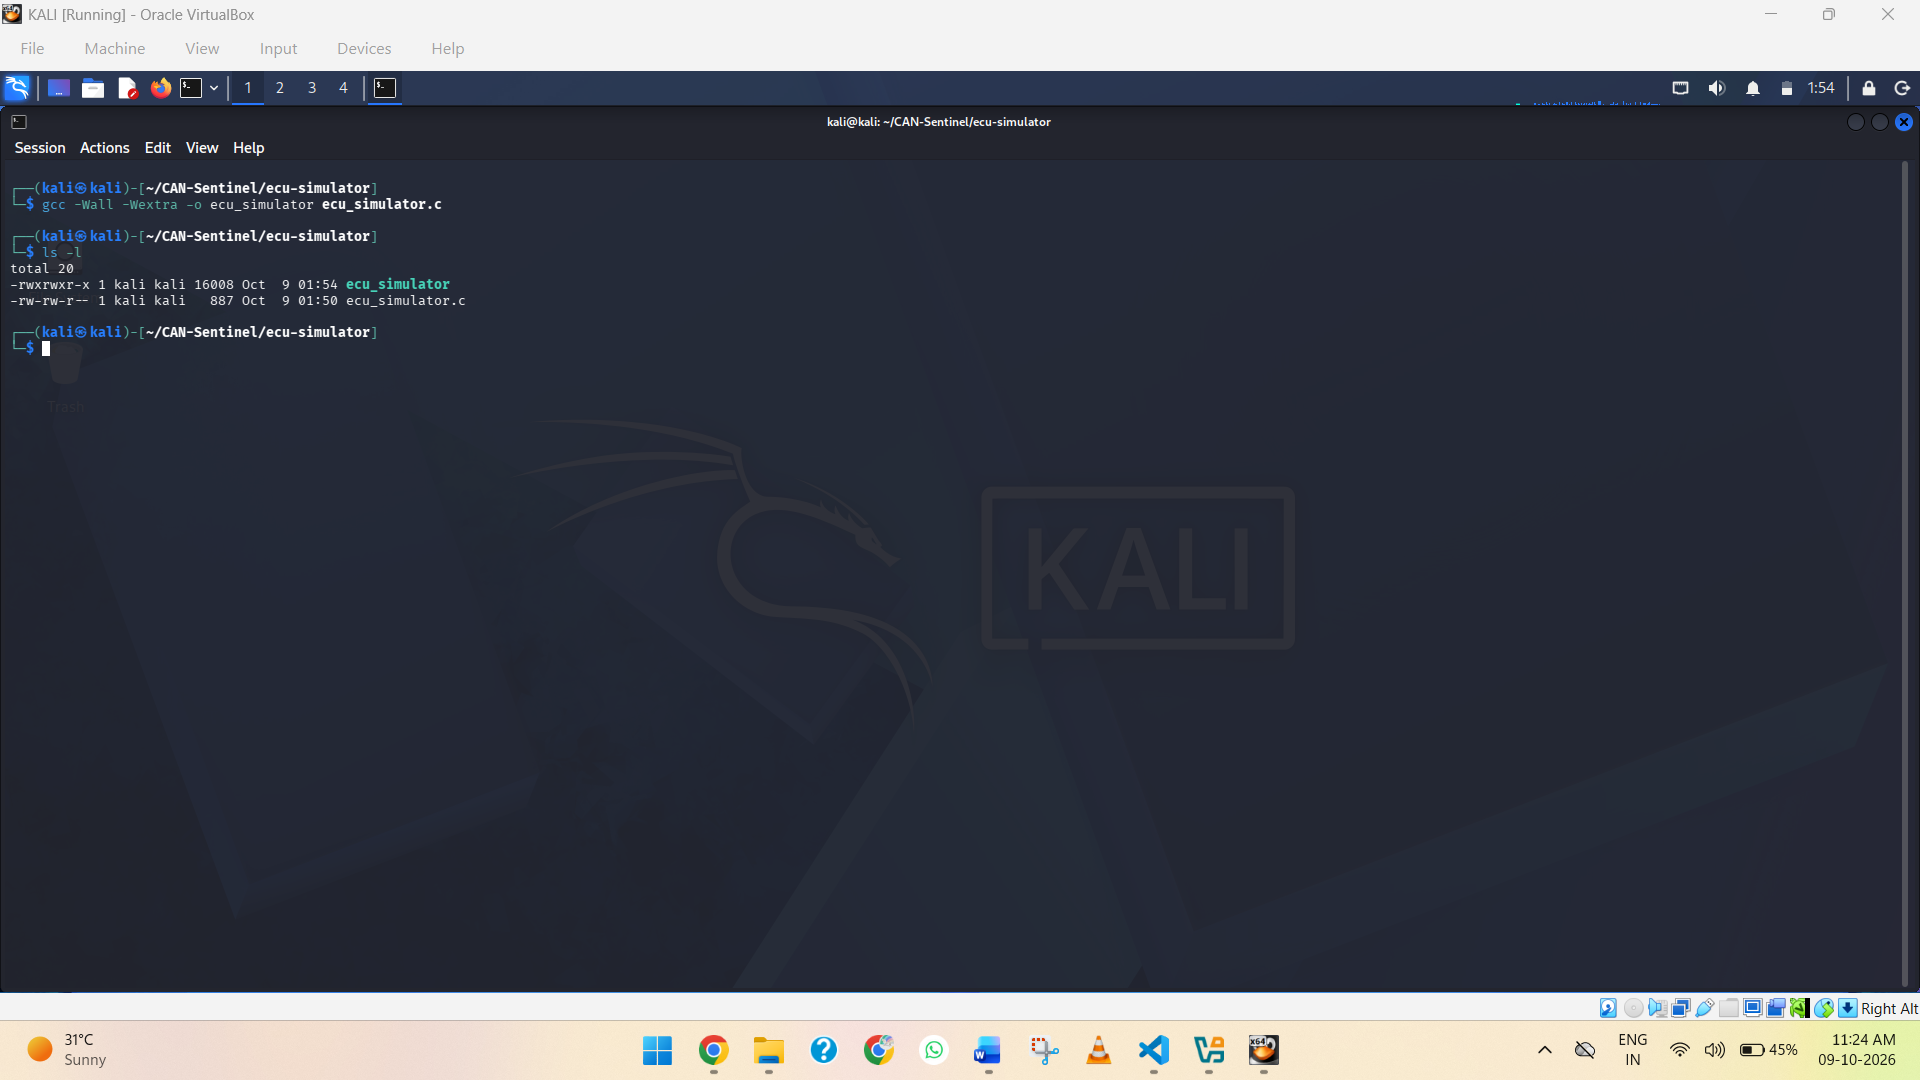 KALI [Running] - Oracle VirtualBox
File Machine View Input Devices Help
1 2 3 4 1:54
kali@kali: ~/CAN-Sentinel/ecu-simulator
Session Actions Edit View Help
┌──(kali㉿kali)-[~/CAN-Sentinel/ecu-simulator]
└─$ gcc -Wall -Wextra -o ecu_simulator ecu_simulator.c
┌──(kali㉿kali)-[~/CAN-Sentinel/ecu-simulator]
└─$ ls -l
total 20
-rwxrwxr-x 1 kali kali 16008 Oct  9 01:54 ecu_simulator
-rw-rw-r-- 1 kali kali   887 Oct  9 01:50 ecu_simulator.c
┌──(kali㉿kali)-[~/CAN-Sentinel/ecu-simulator]
└─$
Trash
KALI
Right Alt
31°C
Sunny
ENG
IN
45%
11:24 AM
09-10-2026